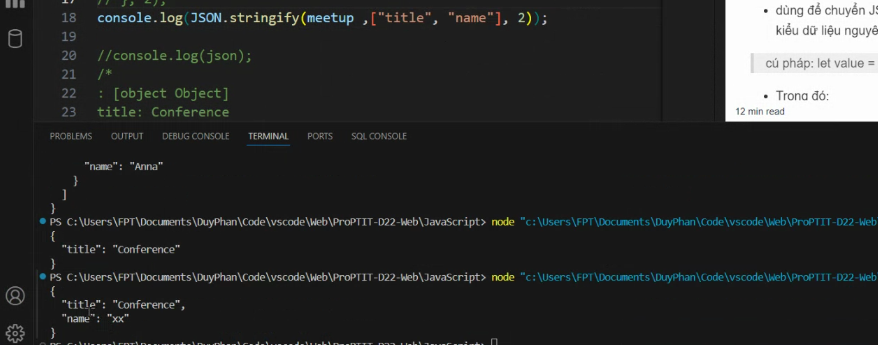 17 // }, 2);
18 console.log(JSON.stringify(meetup ,["title", "name"], 2));
19
20 //console.log(json);
21 /*
22 : [object Object]
23 title: Conference
dùng để chuyển JS
kiểu dữ liệu nguyê
cú pháp: let value =
Trong đó:
12 min read
PROBLEMS OUTPUT DEBUG CONSOLE TERMINAL PORTS SQL CONSOLE
"name": "Anna"
}
]
}
PS C:\Users\FPT\Documents\DuyPhan\Code\vscode\Web\ProPTIT-D22-Web\JavaScript> node "c:\Users\FPT\Documents\DuyPhan\Code\vscode\Web\ProPTIT-D22-Web
{
"title": "Conference"
}
PS C:\Users\FPT\Documents\DuyPhan\Code\vscode\Web\ProPTIT-D22-Web\JavaScript> node "c:\Users\FPT\Documents\DuyPhan\Code\vscode\Web\ProPTIT-D22-Web
{
"title": "Conference",
"name": "xx"
}
PS C:\Users\FPT\Documents\DuyPhan\Code\vscode\Web\ProPTIT-D22-Web\JavaScript>